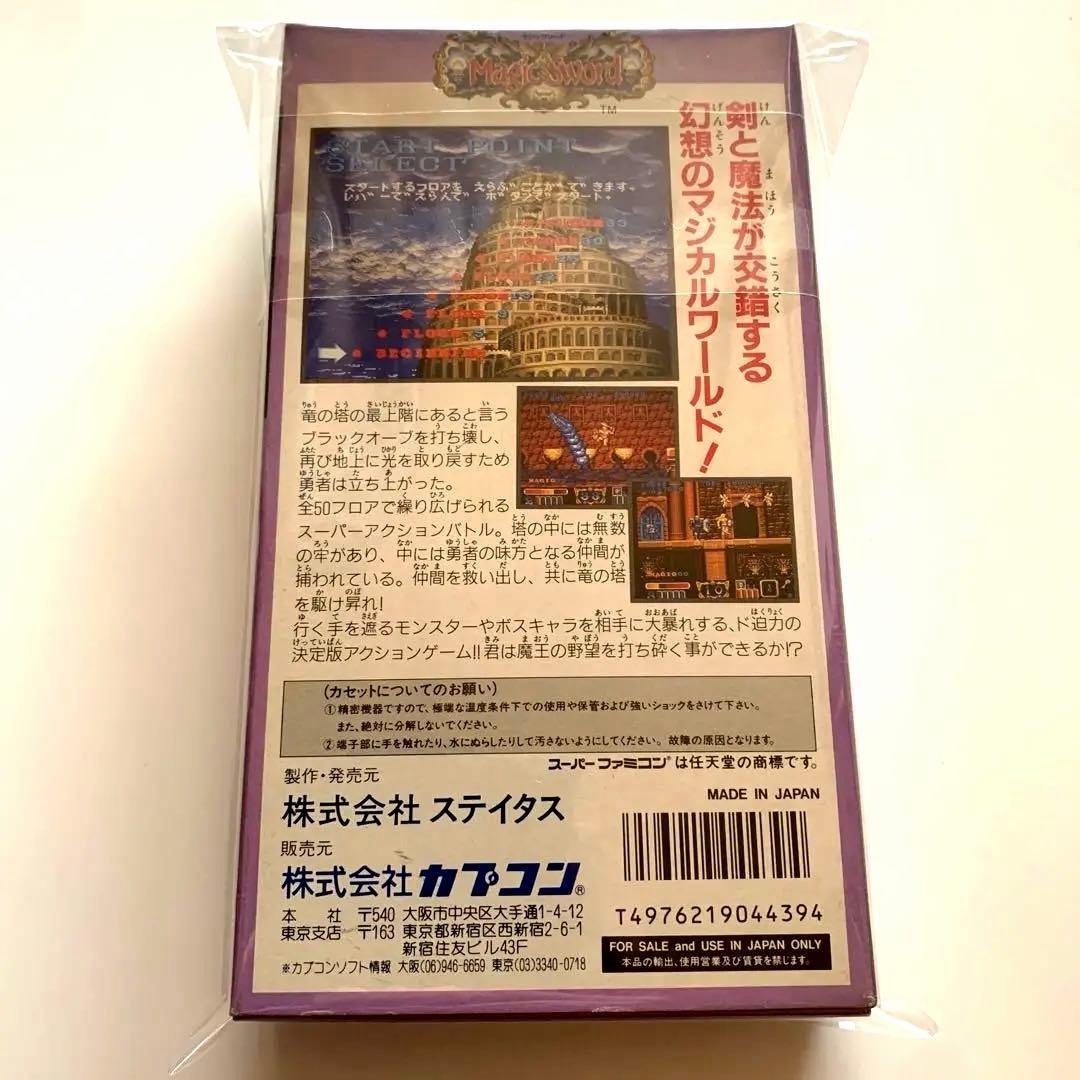 Magic Sword
TM
剣と魔法が交錯する
幻想のマジカルワールド!
START POINT
SELECT
スタートするフロアを えらぶことができます。
レバーでえらんで ボタンでスタート。
BEGINNING
竜の塔の最上階にあると言う
ブラックオーブを打ち壊し、
再び地上に光を取り戻すため
勇者は立ち上がった。
全50フロアで繰り広げられる
スーパーアクションバトル。塔の中には無数
の牢があり、中には勇者の味方となる仲間が
捕われている。仲間を救い出し、共に竜の塔
を駆け昇れ!
行く手を遮るモンスターやボスキャラを相手に大暴れする、ド迫力の
決定版アクションゲーム!!君は魔王の野望を打ち砕く事ができるか!?
(カセットについてのお願い)
①精密機器ですので、極端な温度条件下での使用や保管および強いショックをさけて下さい。
また、絶対に分解しないでください。
②端子部に手を触れたり、水にぬらしたりして汚さないようにしてください。故障の原因となります。
スーパーファミコン®は任天堂の商標です。
製作・発売元
株式会社 ステイタス
販売元
株式会社カプコン®
本 社 〒540 大阪市中央区大手通1-4-12
東京支店 〒163 東京都新宿区西新宿2-6-1
新宿住友ビル43F
※カプコンソフト情報 大阪(06)946-6659 東京(03)3340-0718
MADE IN JAPAN
T4976219044394
FOR SALE and USE IN JAPAN ONLY
本品の輸出、使用営業及び賃貸を禁じます。